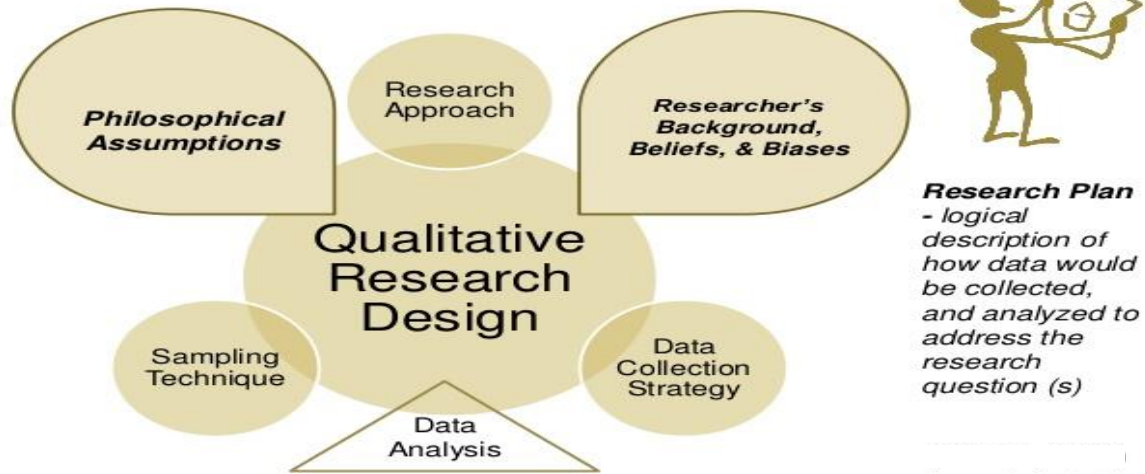 Philosophical
Assumptions
Research
Approach
Researcher's
Background,
Beliefs, & Biases
Qualitative
Research
Design
Sampling
Technique
Data
Collection
Strategy
Data
Analysis
Research Plan
- logical
description of
how data would
be collected,
and analyzed to
address the
research
question (s)